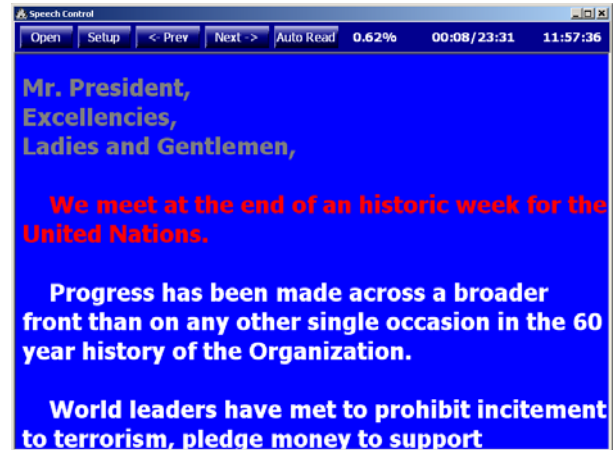 Speech Control
Open Setup <- Prev Next -> Auto Read 0.62% 00:08/23:31 11:57:36
Mr. President,
Excellencies,
Ladies and Gentlemen,
We meet at the end of an historic week for the
United Nations.
Progress has been made across a broader
front than on any other single occasion in the 60
year history of the Organization.
World leaders have met to prohibit incitement
to terrorism, pledge money to support